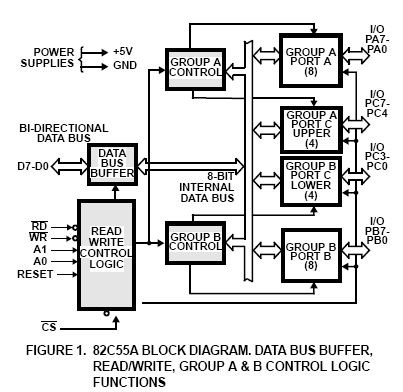 POWER
SUPPLIES
+5V
GND
GROUP A
CONTROL
GROUP A
PORT A
(8)
I/O
PA7-
PA0
GROUP A
PORT C
UPPER
(4)
I/O
PC7-
PC4
BI-DIRECTIONAL
DATA BUS
D7-D0
DATA
BUS
BUFFER
8-BIT
INTERNAL
DATA BUS
GROUP B
PORT C
LOWER
(4)
I/O
PC3-
PC0
RD
WR
A1
A0
RESET
READ
WRITE
CONTROL
LOGIC
GROUP B
CONTROL
GROUP B
PORT B
(8)
I/O
PB7-
PB0
CS
FIGURE 1. 82C55A BLOCK DIAGRAM. DATA BUS BUFFER,
READ/WRITE, GROUP A & B CONTROL LOGIC
FUNCTIONS